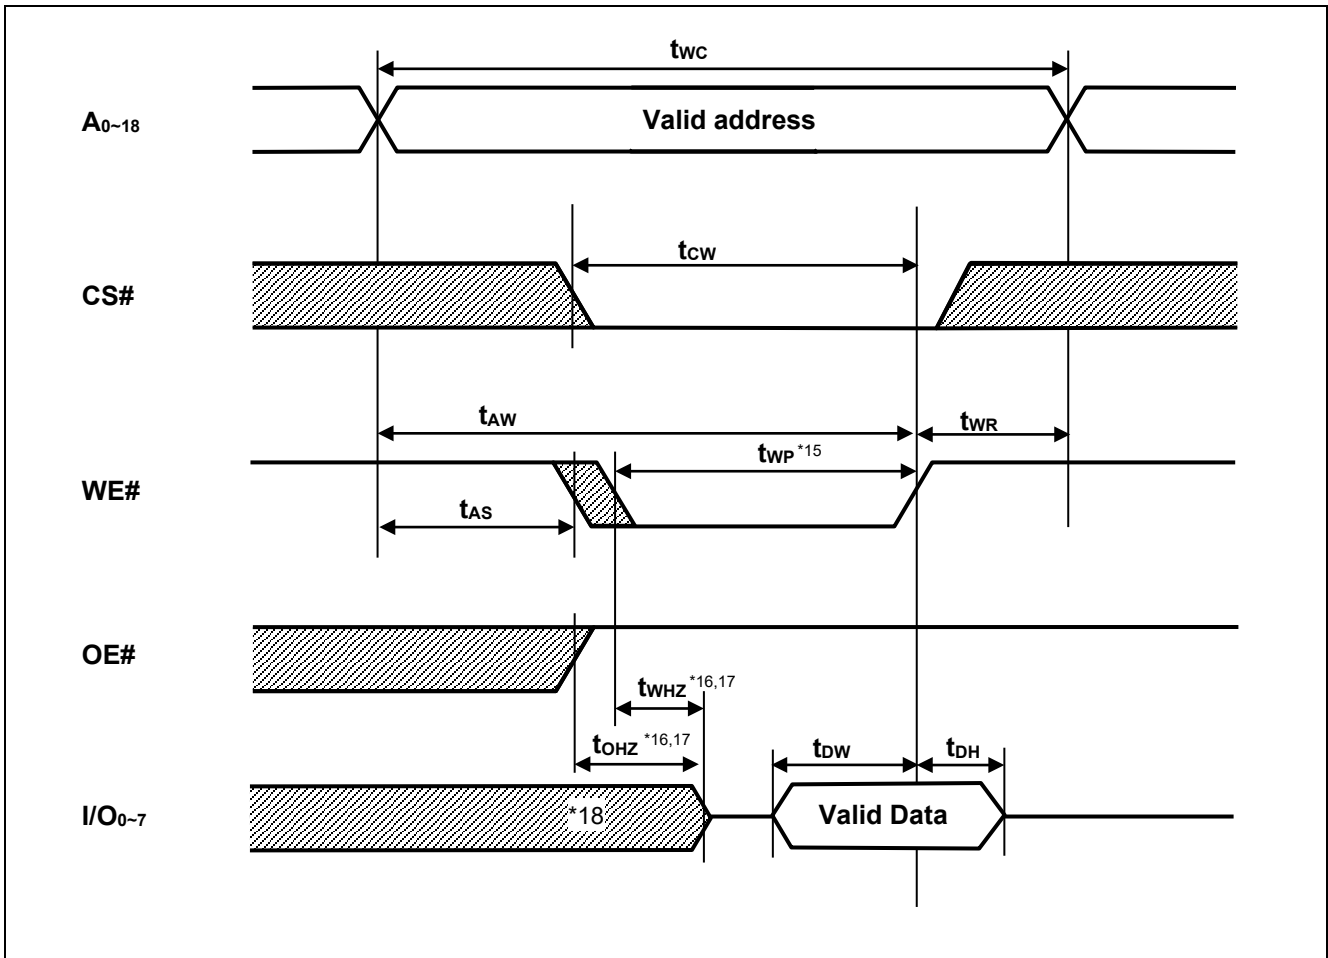 tWC
A0~18
Valid address
tCW
CS#
tAW
tWR
tWP *15
WE#
tAS
OE#
tWHZ *16,17
tOHZ *16,17
tDW
tDH
I/O0~7
*18
Valid Data